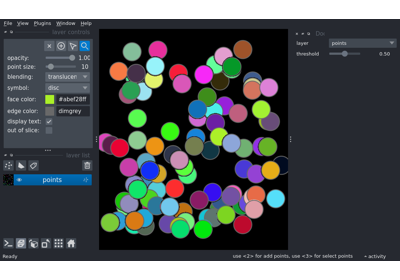 File View Plugins Window Help
layer controls
opacity: 1.00
point size: 10
blending: translucen
symbol: disc
face color: #abef28ff
edge color: dimgrey
display text: ✓
out of slice:
layer list
points
Do
layer points
threshold 0.50
Ready
use <2> for add points, use <3> for select points
activity